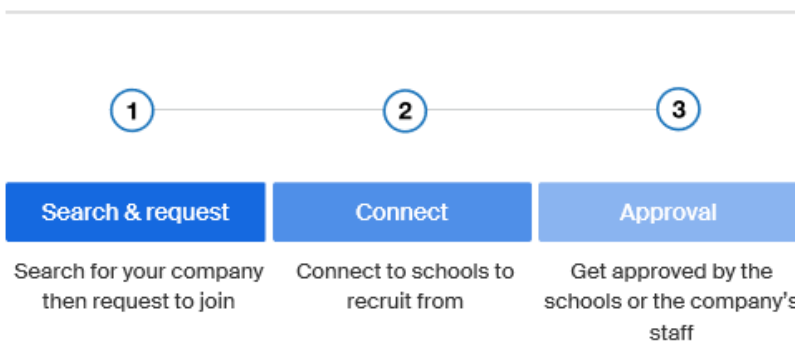 1
2
3
Search & request
Connect
Approval
Search for your company
then request to join
Connect to schools to
recruit from
Get approved by the
schools or the company's
staff